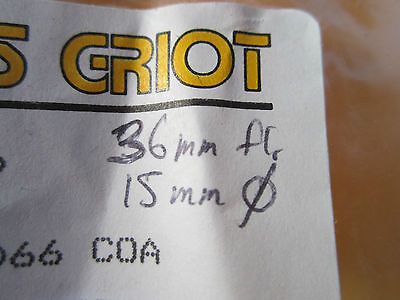 S GRIOT
36mm fl.
15mm Ø
066 COA